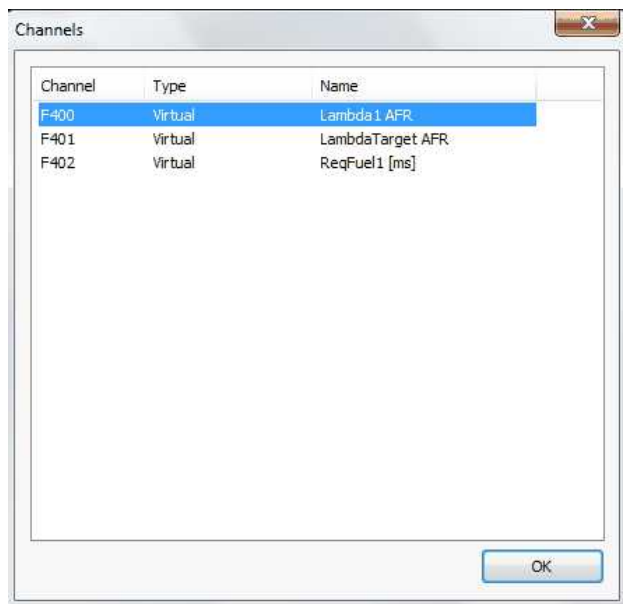 Channels
Channel Type Name
F400 Virtual Lambda1 AFR
F401 Virtual LambdaTarget AFR
F402 Virtual ReqFuel1 [ms]
OK